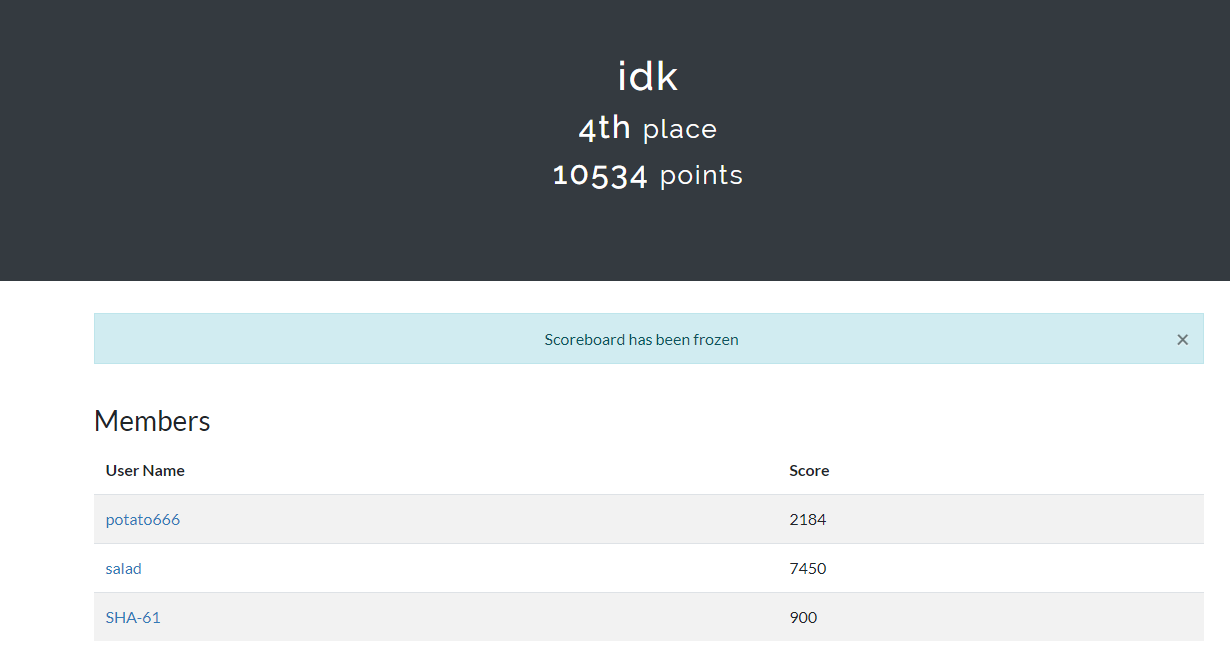 idk
4th place
10534 points
Scoreboard has been frozen ×
Members
User Name Score
potato666 2184
salad 7450
SHA-61 900